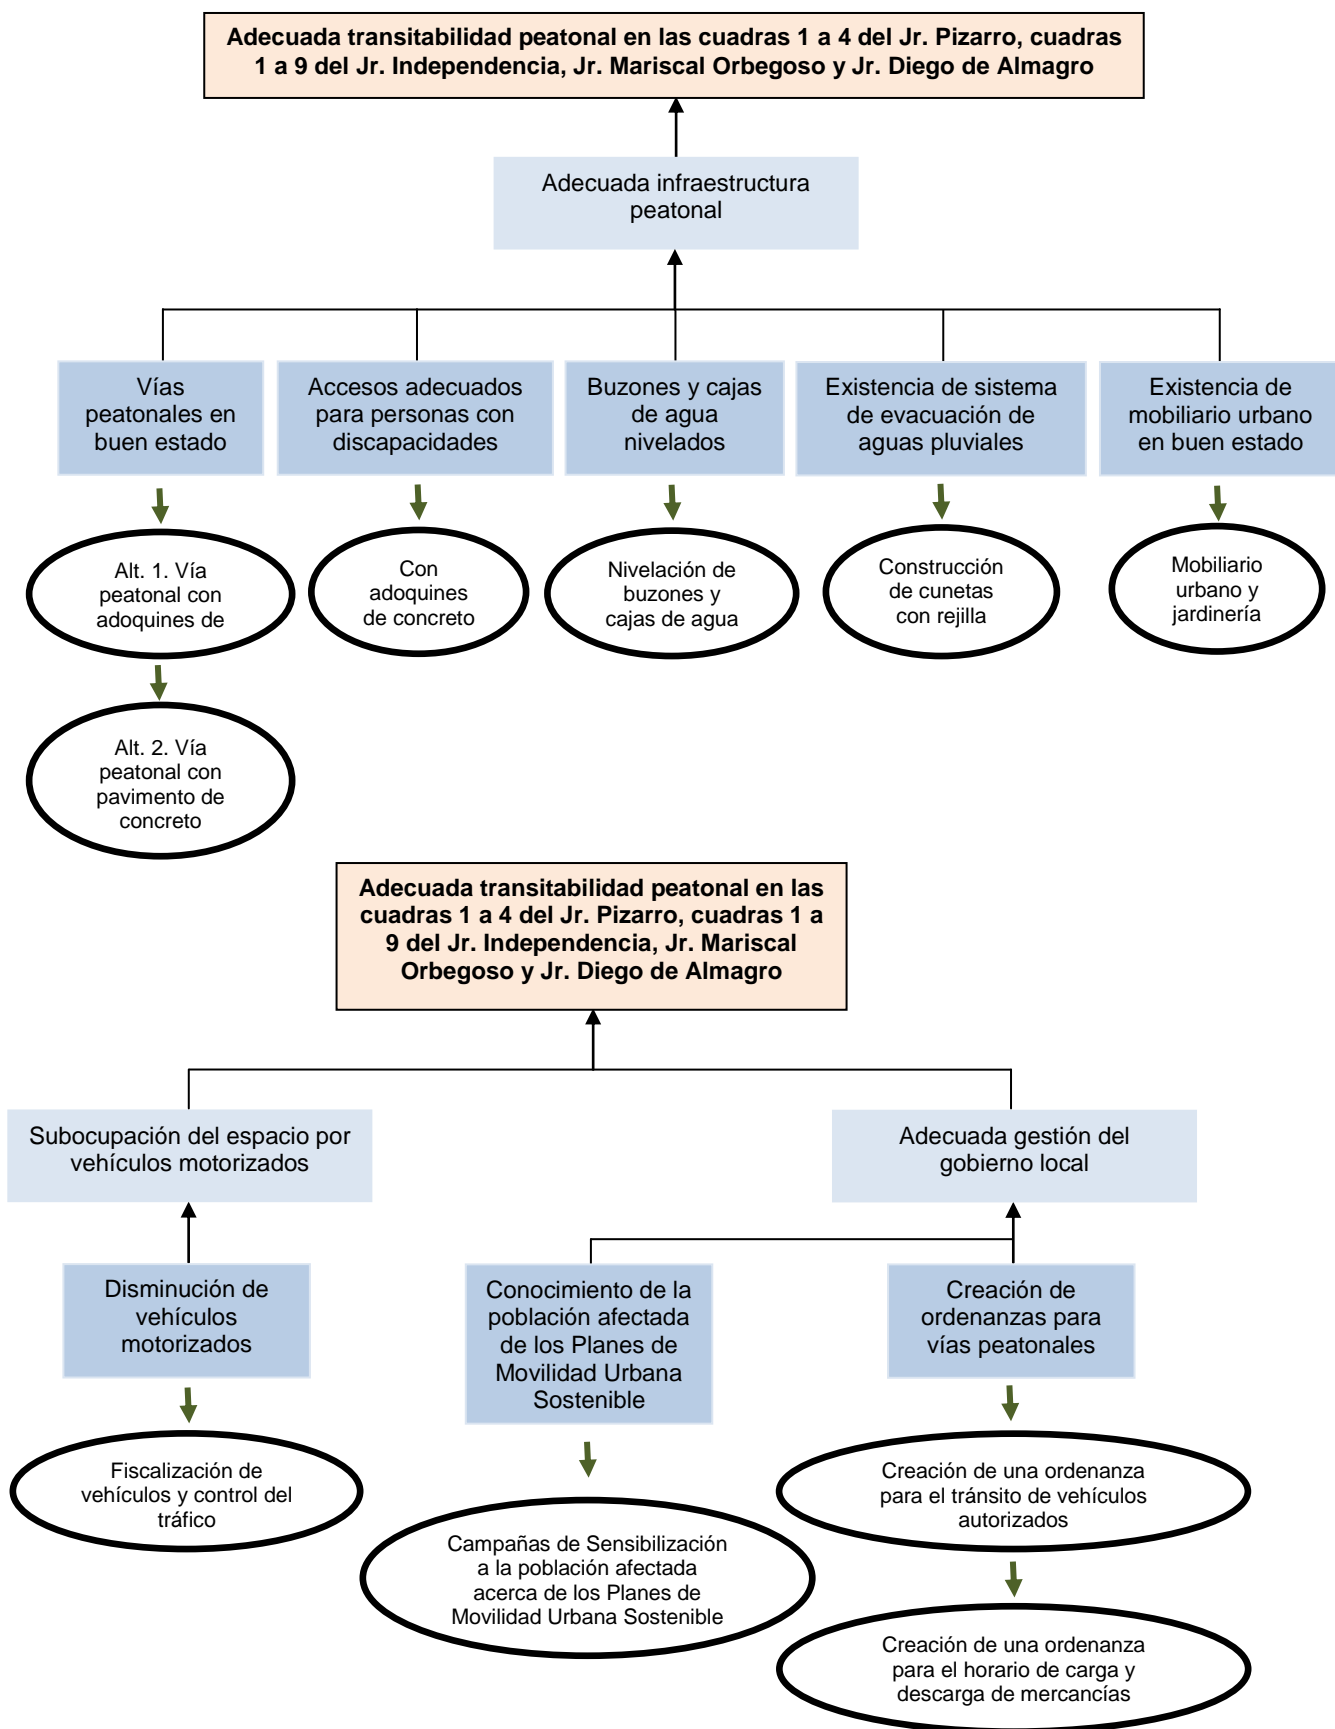 Adecuada transitabilidad peatonal en las cuadras 1 a 4 del Jr. Pizarro, cuadras
1 a 9 del Jr. Independencia, Jr. Mariscal Orbegoso y Jr. Diego de Almagro
Adecuada infraestructura
peatonal
Vías
peatonales en
buen estado
Accesos adecuados
para personas con
discapacidades
Buzones y cajas
de agua
nivelados
Existencia de sistema
de evacuación de
aguas pluviales
Existencia de
mobiliario urbano
en buen estado
Alt. 1. Vía
peatonal con
adoquines de
Con
adoquines
de concreto
Nivelación de
buzones y
cajas de agua
Construcción
de cunetas
con rejilla
Mobiliario
urbano y
jardinería
Alt. 2. Vía
peatonal con
pavimento de
concreto
Adecuada transitabilidad peatonal en las
cuadras 1 a 4 del Jr. Pizarro, cuadras 1 a
9 del Jr. Independencia, Jr. Mariscal
Orbegoso y Jr. Diego de Almagro
Subocupación del espacio por
vehículos motorizados
Adecuada gestión del
gobierno local
Disminución de
vehículos
motorizados
Conocimiento de la
población afectada
de los Planes de
Movilidad Urbana
Sostenible
Creación de
ordenanzas para
vías peatonales
Fiscalización de
vehículos y control del
tráfico
Campañas de Sensibilización
a la población afectada
acerca de los Planes de
Movilidad Urbana Sostenible
Creación de una ordenanza
para el tránsito de vehículos
autorizados
Creación de una ordenanza
para el horario de carga y
descarga de mercancías